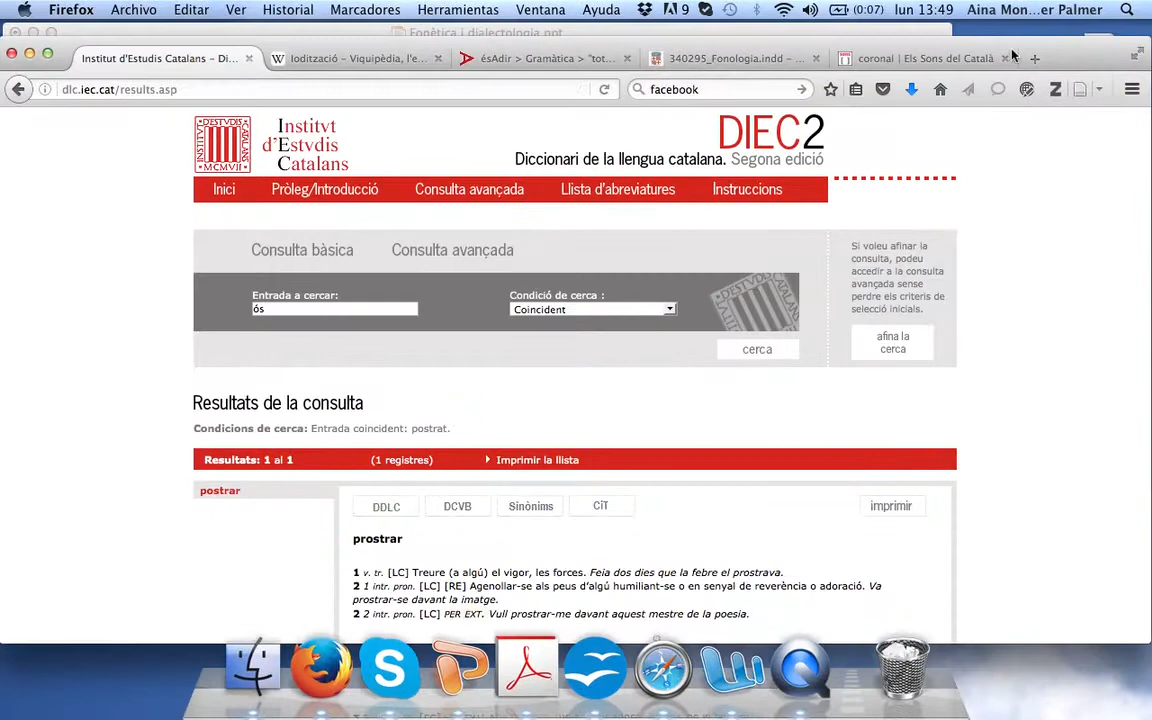 Firefox Archivo Editar Ver Historial Marcadores Herramientas Ventana Ayuda 9 (0:07) lun 13:49 Aina Mon...er Palmer
Fonètica i dialectologia.ppt
Institut d'Estudis Catalans – Di... Iodització – Viquipèdia, l'e... ésAdir > Gramàtica > "tot... 340295_Fonologia.indd – ... coronal | Els Sons del Català
dlc.iec.cat/results.asp facebook
Institut d'Estudis Catalans
DIEC2
Diccionari de la llengua catalana. Segona edició
Inici Pròleg/Introducció Consulta avançada Llista d'abreviatures Instruccions
Consulta bàsica Consulta avançada
Si voleu afinar la
consulta, podeu
accedir a la consulta
avançada sense
perdre els criteris de
selecció inicials.
Entrada a cercar: Condició de cerca :
ós Coincident
afina la
cerca
cerca
Resultats de la consulta
Condicions de cerca: Entrada coincident: postrat.
Resultats: 1 al 1 (1 registres) Imprimir la llista
postrar
DDLC DCVB Sinònims CiT imprimir
prostrar
1 v. tr. [LC] Treure (a algú) el vigor, les forces. Feia dos dies que la febre el prostrava.
2 1 intr. pron. [LC] [RE] Agenollar-se als peus d'algú humiliant-se o en senyal de reverència o adoració. Va
prostrar-se davant la imatge.
2 2 intr. pron. [LC] PER EXT. Vull prostrar-me davant aquest mestre de la poesia.